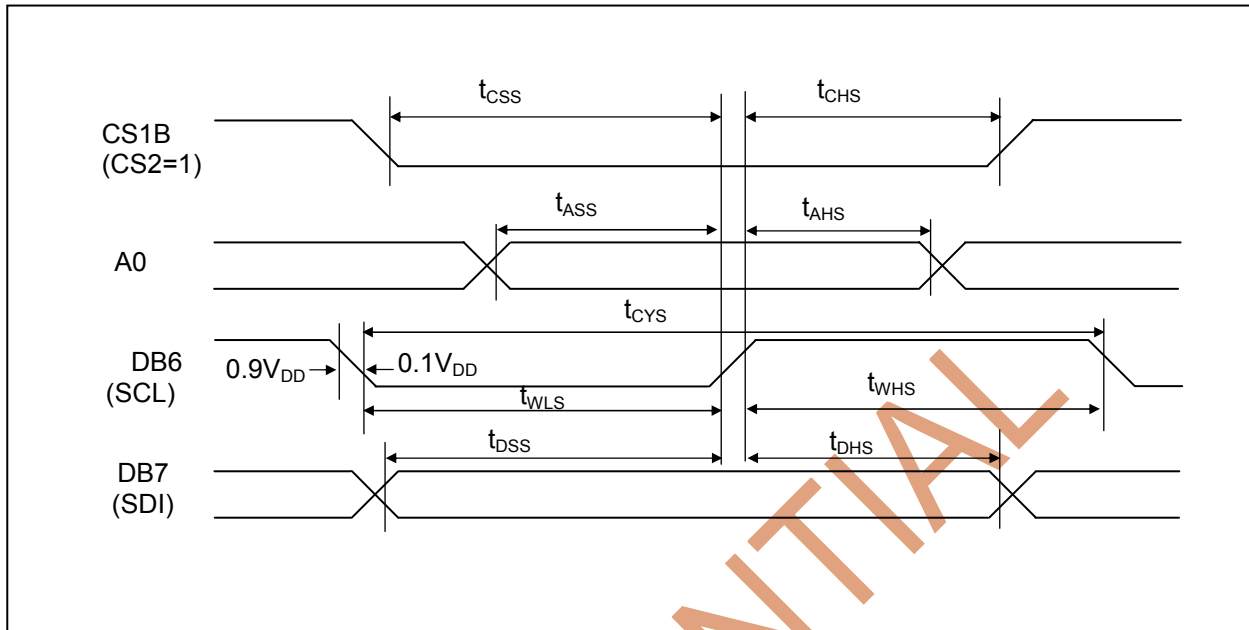 tCSS
tCHS
CS1B
(CS2=1)
tASS
tAHS
A0
tCYS
DB6
(SCL)
0.9VDD
0.1VDD
tWLS
tWHS
tDSS
tDHS
DB7
(SDI)
NTIAL